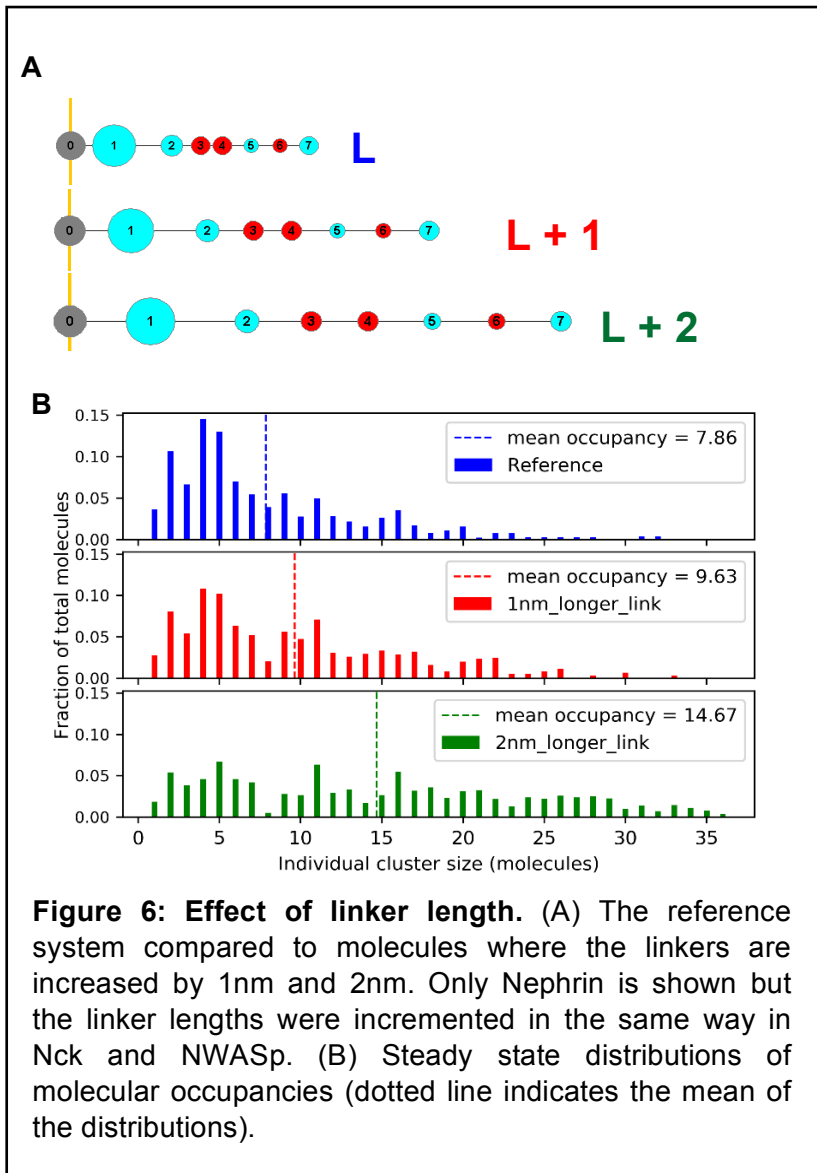 A
0 1 2 3 4 5 6 7 L
0 1 2 3 4 5 6 7 L + 1
0 1 2 3 4 5 6 7 L + 2
B
Fraction of total molecules
0.15
0.10
0.05
0.00
mean occupancy = 7.86
Reference
0.15
0.10
0.05
0.00
mean occupancy = 9.63
1nm_longer_link
0.15
0.10
0.05
0.00
mean occupancy = 14.67
2nm_longer_link
0 5 10 15 20 25 30 35
Individual cluster size (molecules)
Figure 6: Effect of linker length. (A) The reference
system compared to molecules where the linkers are
increased by 1nm and 2nm. Only Nephrin is shown but
the linker lengths were incremented in the same way in
Nck and NWASp. (B) Steady state distributions of
molecular occupancies (dotted line indicates the mean of
the distributions).